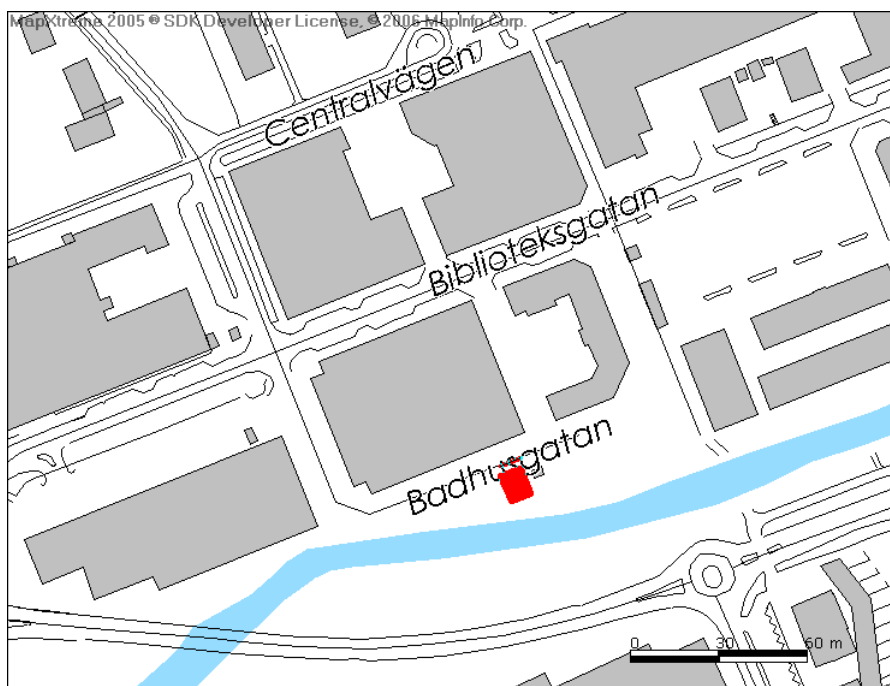 MapXtreme 2005 ® SDK Developer License, © 2006 MapInfo Corp.
Centralvägen
Biblioteksgatan
Badhusgatan
0 30 60 m